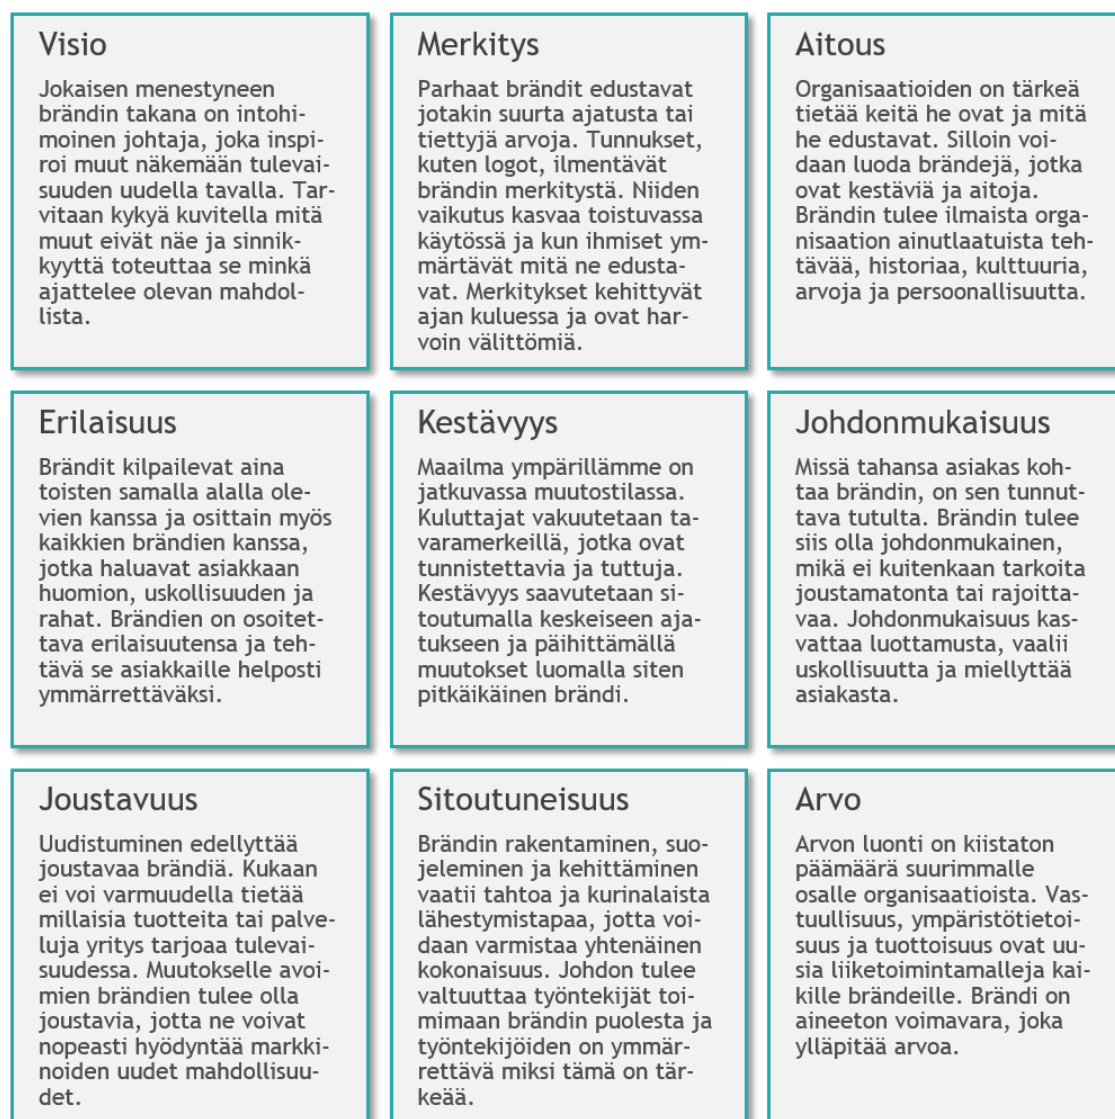 Visio
Jokaisen menestyneen
brändin takana on intohi-
moinen johtaja, joka inspi-
roi muut näkemään tulevai-
suuden uudella tavalla. Tar-
vitaan kykyä kuvitella mitä
muut eivät näe ja sinnik-
kyyttä toteuttaa se minkä
ajattelee olevan mahdol-
lista.
Merkitys
Parhaat brändit edustavat
jotakin suurta ajatusta tai
tiettyjä arvoja. Tunnukset,
kuten logot, ilmentävät
brändin merkitystä. Niiden
vaikutus kasvaa toistuvassa
käytössä ja kun ihmiset ym-
märtävät mitä ne edusta-
vat. Merkitykset kehittyvät
ajan kuluessa ja ovat har-
voin välittömiä.
Aitous
Organisaatioiden on tärkeä
tietää keitä he ovat ja mitä
he edustavat. Silloin voi-
daan luoda brändejä, jotka
ovat kestäviä ja aitoja.
Brändin tulee ilmaista orga-
nisaation ainutlaatuista teh-
tävää, historiaa, kulttuuria,
arvoja ja persoonallisuutta.
Erilaisuus
Brändit kilpailevat aina
toisten samalla alalla ole-
vien kanssa ja osittain myös
kaikkien brändien kanssa,
jotka haluavat asiakkaan
huomion, uskollisuuden ja
rahat. Brändien on osoitet-
tava erilaisuutensa ja teh-
tävä se asiakkaille helposti
ymmärrettäväksi.
Kestävyys
Maailma ympärillämme on
jatkuvassa muutostilassa.
Kuluttajat vakuutetaan ta-
varamerkeillä, jotka ovat
tunnistettavia ja tuttuja.
Kestävyys saavutetaan si-
toutumalla keskeiseen aja-
tukseen ja päihittämällä
muutokset luomalla siten
pitkäikäinen brändi.
Johdonmukaisuus
Missä tahansa asiakas koh-
taa brändin, on sen tunnut-
tava tutulta. Brändin tulee
siis olla johdonmukainen,
mikä ei kuitenkaan tarkoita
joustamatonta tai rajoitta-
vaa. Johdonmukaisuus kas-
vattaa luottamusta, vaalii
uskollisuutta ja miellyttää
asiakasta.
Joustavuus
Uudistuminen edellyttää
joustavaa brändiä. Kukaan
ei voi varmuudella tietää
millaisia tuotteita tai palve-
luja yritys tarjoaa tulevai-
suudessa. Muutokselle avoi-
mien brändien tulee olla
joustavia, jotta ne voivat
nopeasti hyödyntää markki-
noiden uudet mahdollisuu-
det.
Sitoutuneisuus
Brändin rakentaminen, suo-
jeleminen ja kehittäminen
vaatii tahtoa ja kurinalaista
lähestymistapaa, jotta voi-
daan varmistaa yhtenäinen
kokonaisuus. Johdon tulee
valtuuttaa työntekijät toi-
mimaan brändin puolesta ja
työntekijöiden on ymmär-
rettävä miksi tämä on tär-
keää.
Arvo
Arvon luonti on kiistaton
päämäärä suurimmalle
osalle organisaatioista. Vas-
tuullisuus, ympäristötietoi-
suus ja tuottoisuus ovat uu-
sia liiketoimintamalleja kai-
kille brändeille. Brändi on
aineeton voimavara, joka
ylläpitää arvoa.